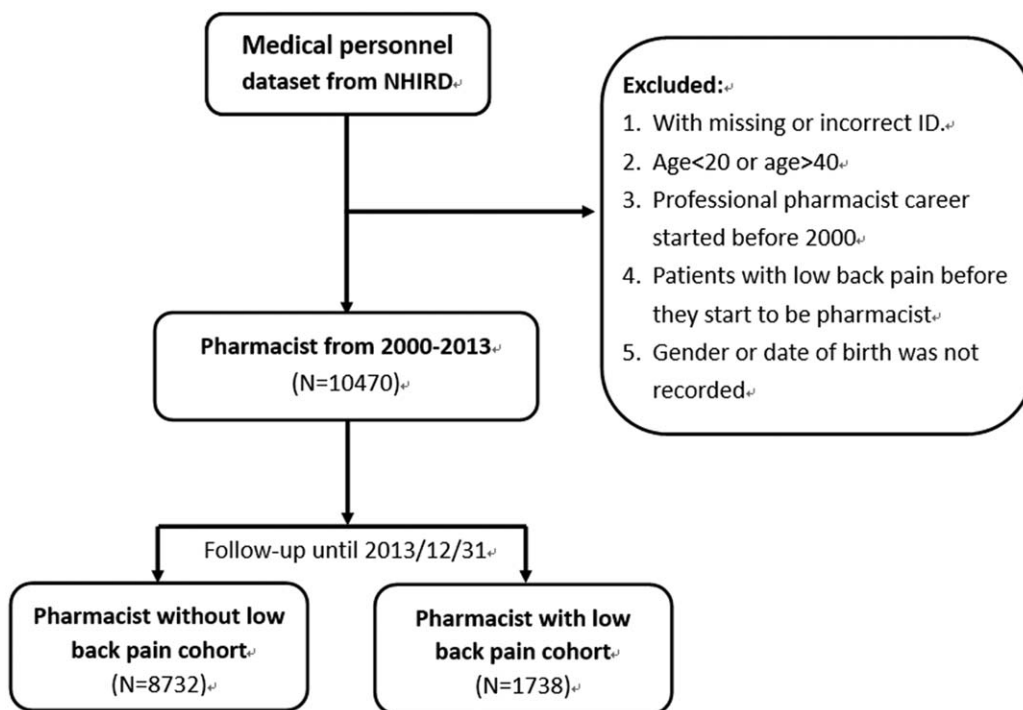 Medical personnel
dataset from NHIRD↵
Excluded:↵
1. With missing or incorrect ID.↵
2. Age<20 or age>40↵
3. Professional pharmacist career
started before 2000↵
4. Patients with low back pain before
they start to be pharmacist↵
5. Gender or date of birth was not
recorded↵
Pharmacist from 2000-2013↵
(N=10470)↵
Follow-up until 2013/12/31↵
Pharmacist without low
back pain cohort↵
(N=8732)↵
Pharmacist with low
back pain cohort↵
(N=1738)↵